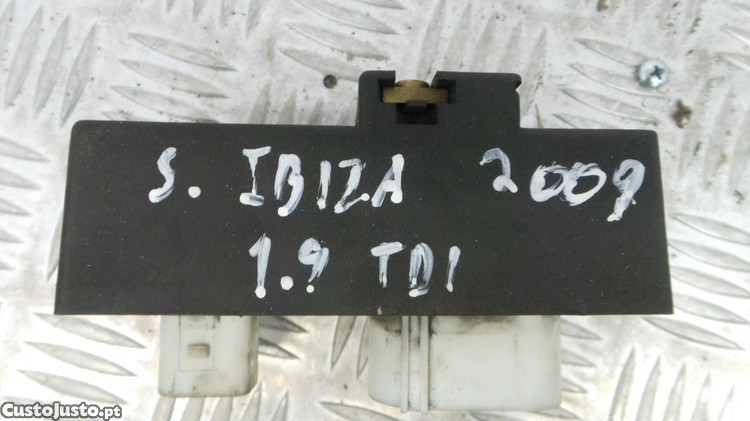 S. IBIZA 2009
1.9 TDI
CustoJusto.pt